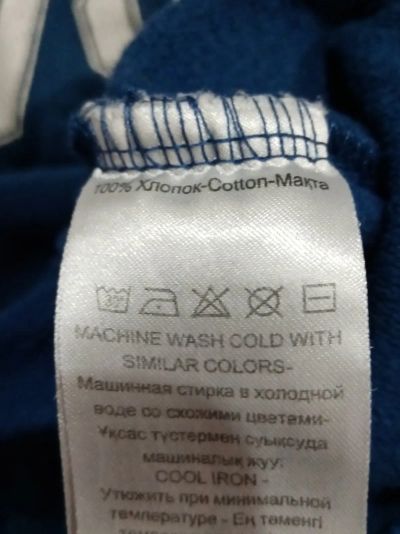 100% Хлопок-Cotton-Мақта
30°
MACHINE WASH COLD WITH
SIMILAR COLORS-
Машинная стирка в холодной
воде со схожими цветами-
Ұқсас түстермен суықсуда
машиналық жуу;
COOL IRON -
Утюжить при минимальной
температуре - Ең төменгі